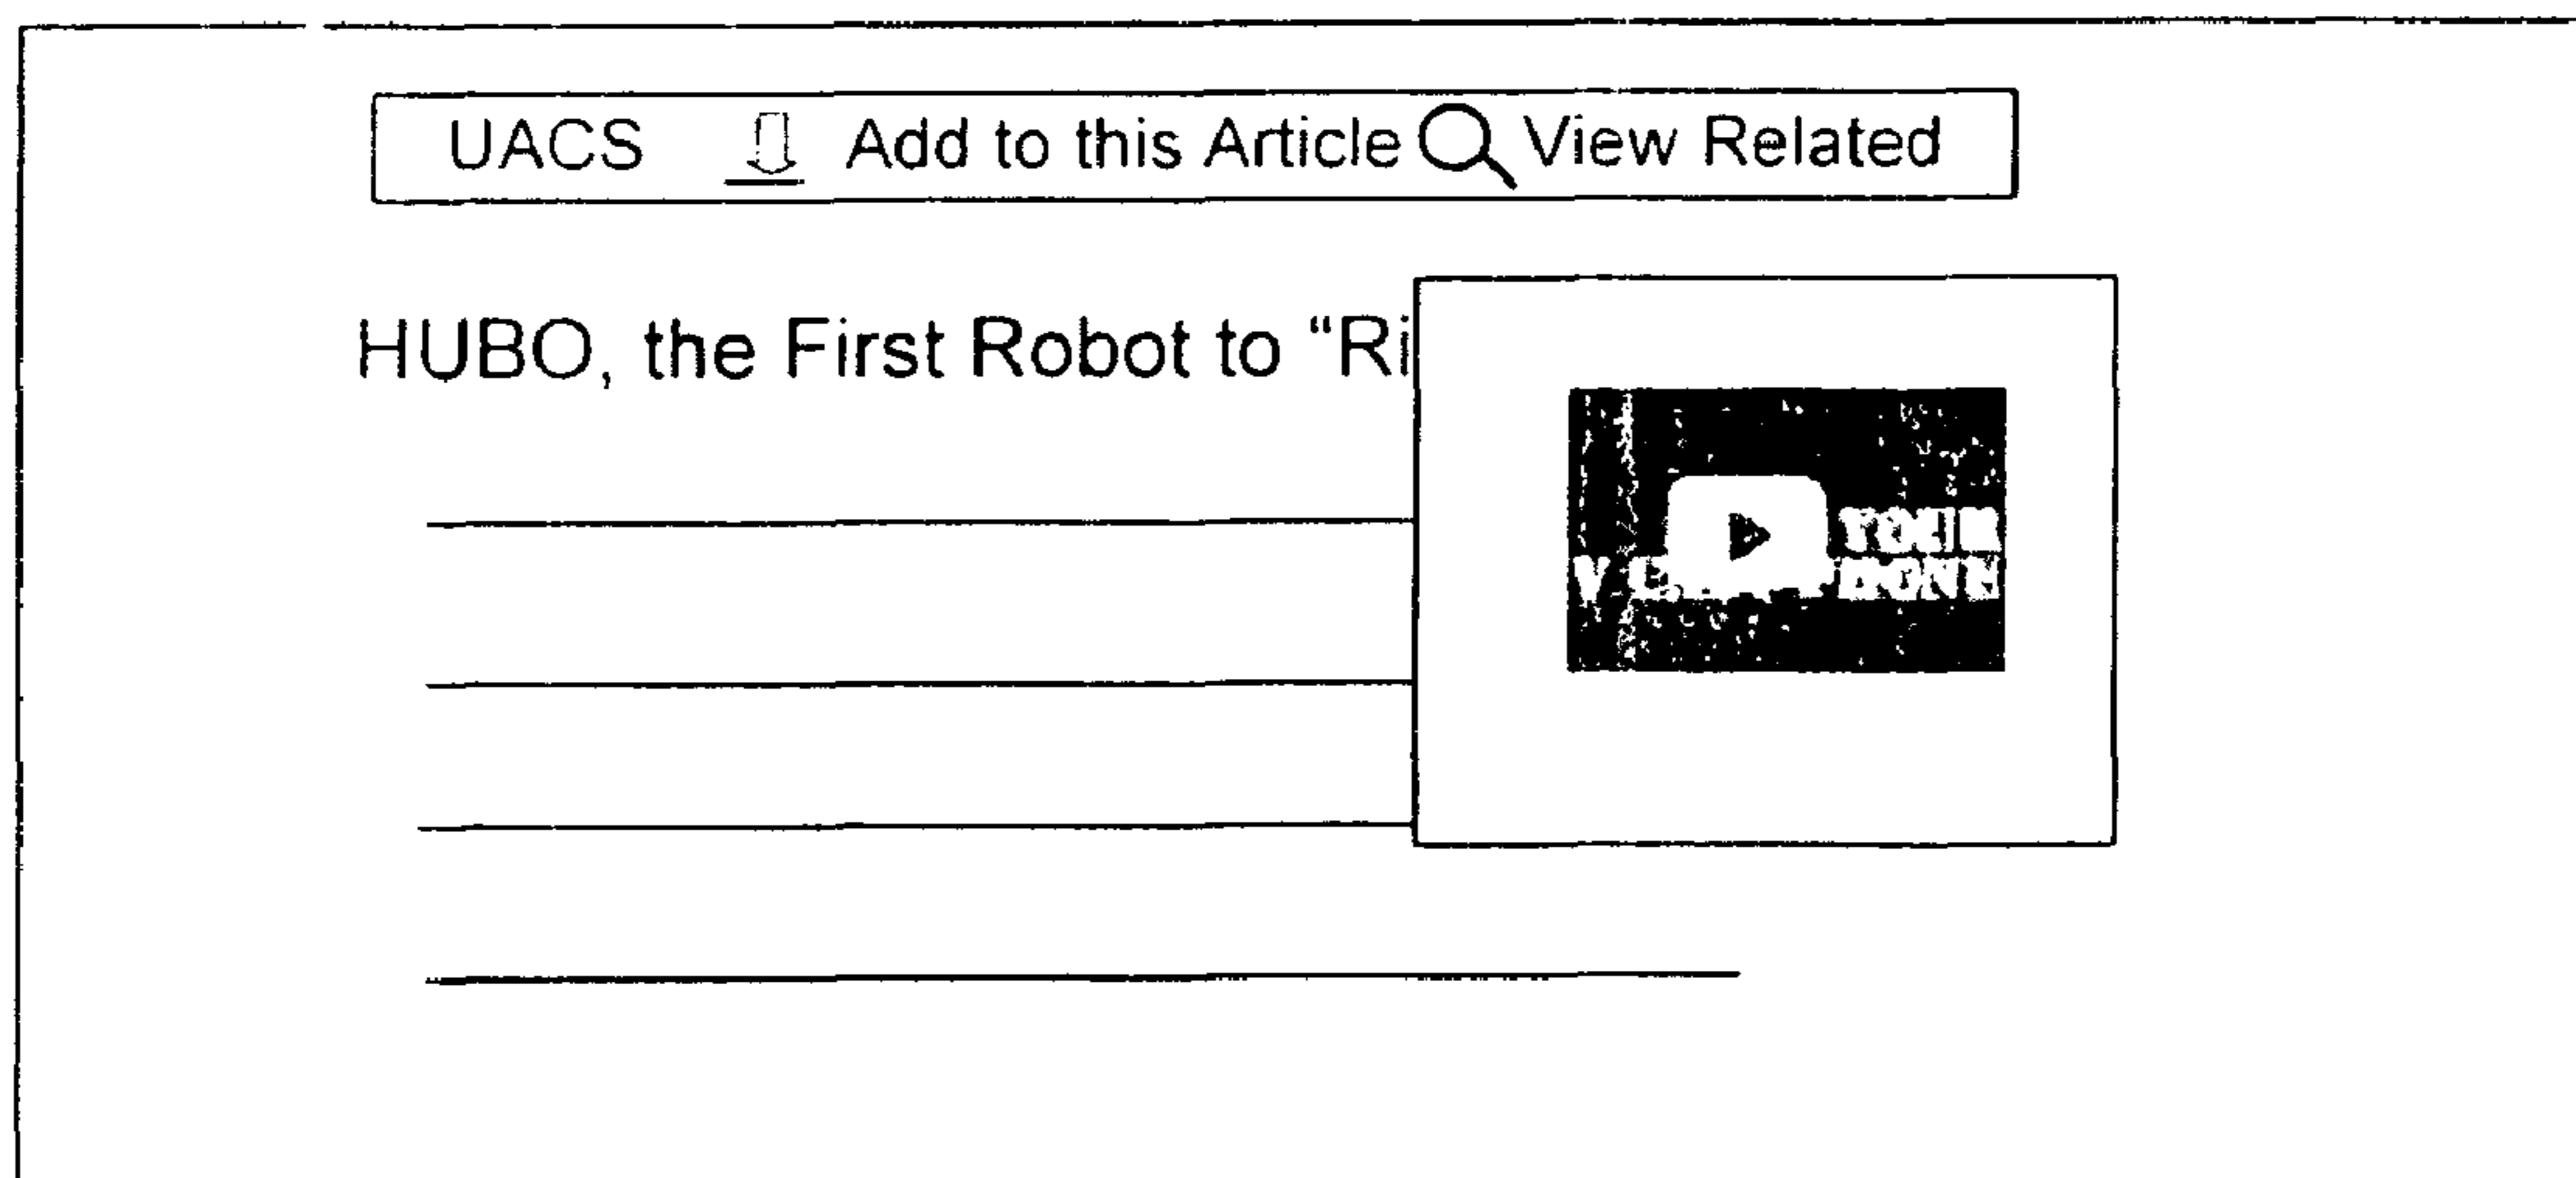 UACS Add to this Article View Related
HUBO, the First Robot to “Ri